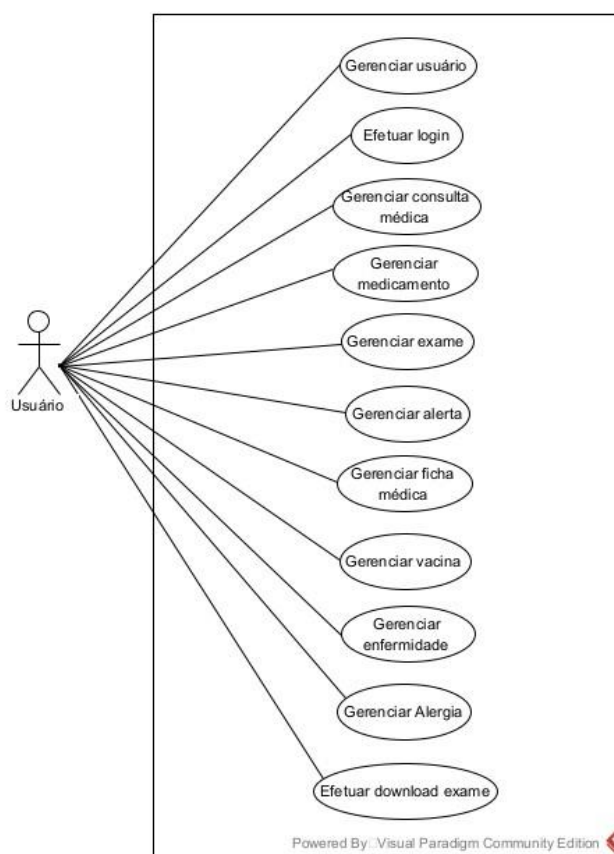 Gerenciar usuário
Efetuar login
Gerenciar consulta
médica
Gerenciar
medicamento
Gerenciar exame
Usuário
Gerenciar alerta
Gerenciar ficha
médica
Gerenciar vacina
Gerenciar
enfermidade
Gerenciar Alergia
Efetuar download exame
Powered By Visual Paradigm Community Edition